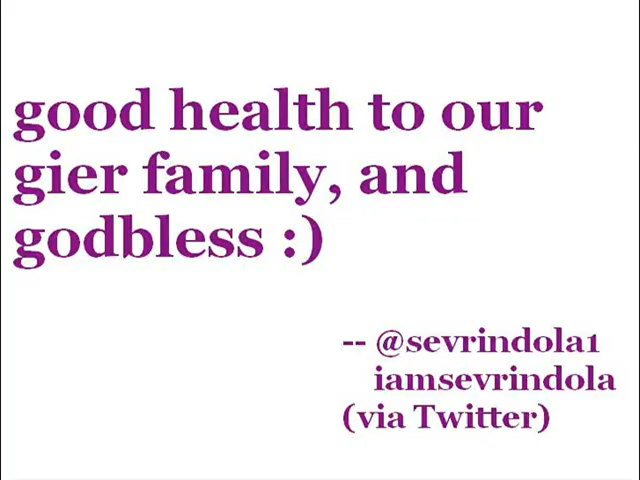 good health to our
gier family, and
godbless :)
-- @sevrindola1
iamsevrindola
(via Twitter)